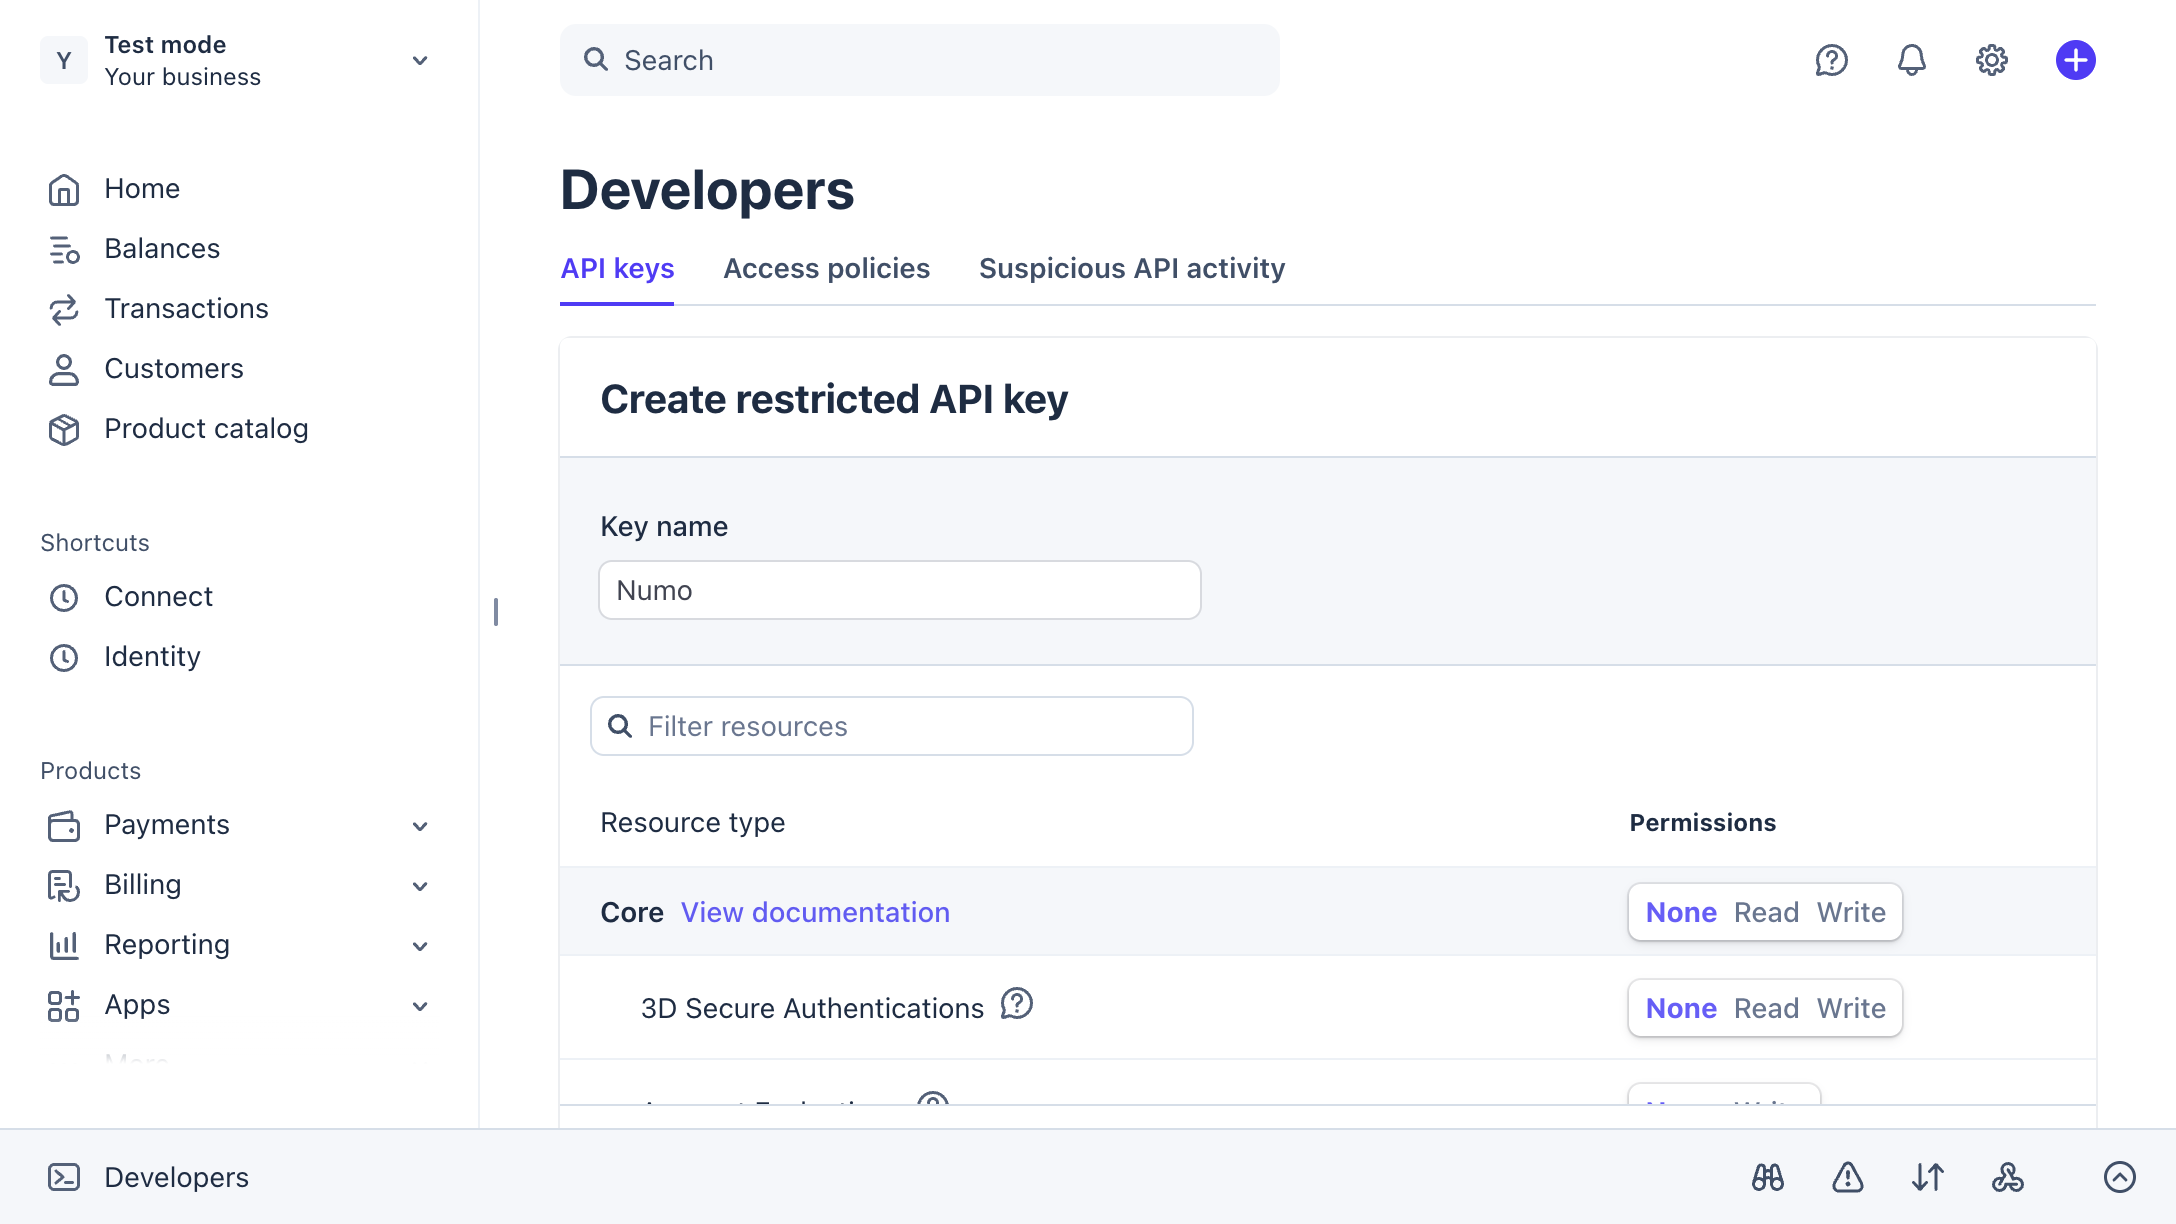 Y
Test mode
Your business
Search
Home
Balances
Transactions
Customers
Product catalog
Shortcuts
Connect
Identity
Products
Payments
Billing
Reporting
Apps
Developers
API keys Access policies Suspicious API activity
Create restricted API key
Key name
Numo
Filter resources
Resource type Permissions
Core View documentation None Read Write
3D Secure Authentications None Read Write
Developers